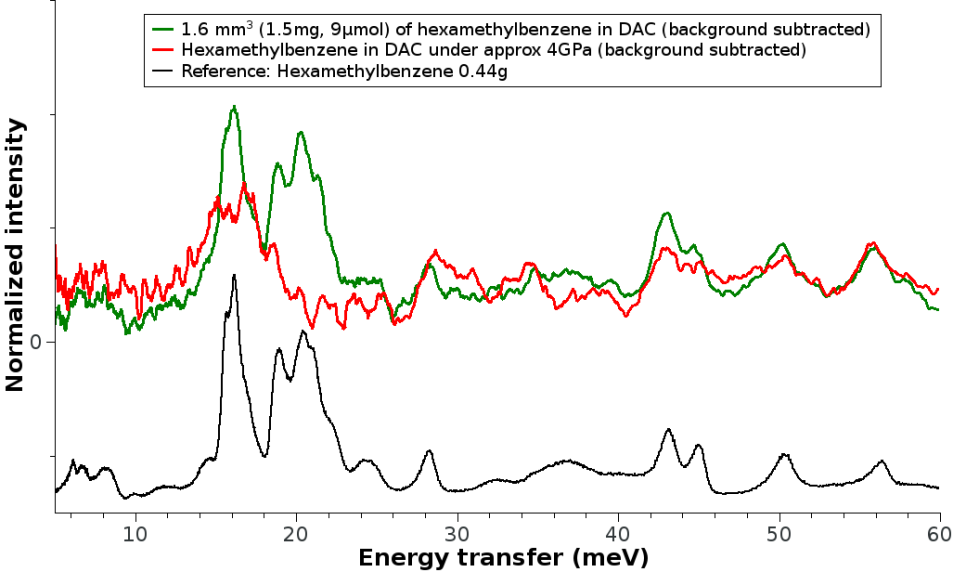 1.6 mm³ (1.5mg, 9µmol) of hexamethylbenzene in DAC (background subtracted)
Hexamethylbenzene in DAC under approx 4GPa (background subtracted)
Reference: Hexamethylbenzene 0.44g
Normalized intensity
0
10 20 30 40 50 60
Energy transfer (meV)